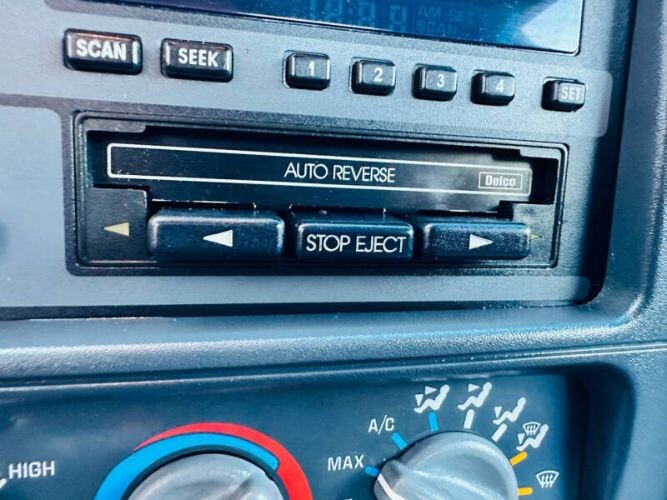 SCAN
SEEK
1
2
3
4
SET
AUTO REVERSE
Delco
STOP EJECT
HIGH
A/C
MAX